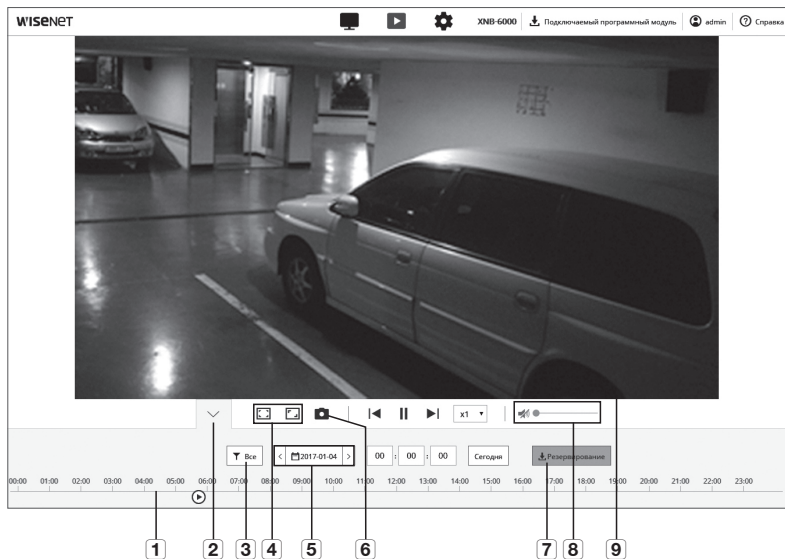 WISENET XNB-6000 Подключаемый программный модуль admin Справка
x1
Все 2017-01-04 00 : 00 : 00 Сегодня Резервирование
00:00 01:00 02:00 03:00 04:00 05:00 06:00 07:00 08:00 09:00 10:00 11:00 12:00 13:00 14:00 15:00 16:00 17:00 18:00 19:00 20:00 21:00 22:00 23:00
1 2 3 4 5 6 7 8 9